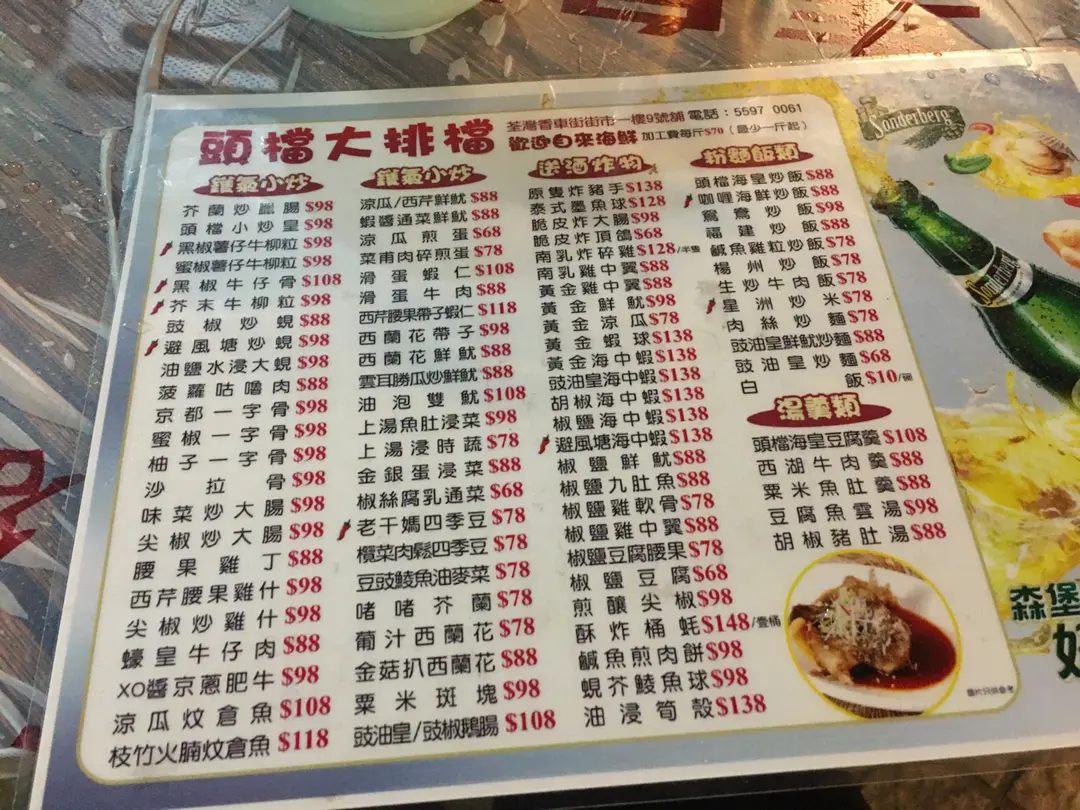 頭檔大排檔
荃灣香車街街市一樓9號舖 電話：5597 0061
歡迎自來海鮮 加工費每斤$70（最少一斤起）
鑊氣小炒
芥蘭炒臘腸$98
頭檔小炒皇$98
黑椒薯仔牛柳粒$98
蜜椒薯仔牛柳粒$98
黑椒牛仔骨$108
芥末牛柳粒$98
豉椒炒蜆$88
避風塘炒蜆$98
油鹽水浸大蜆$98
菠蘿咕嚕肉$88
京都一字骨$98
蜜椒一字骨$98
柚子一字骨$98
沙拉骨$98
味菜炒大腸$98
尖椒炒大腸$98
腰果雞丁$88
西芹腰果雞什$98
尖椒炒雞什$98
蠔皇牛仔肉$88
XO醬京蔥肥牛$98
涼瓜炆倉魚$108
枝竹火腩炆倉魚$118
鑊氣小炒
涼瓜/西芹鮮魷$88
蝦醬通菜鮮魷$88
涼瓜煎蛋$68
菜甫肉碎煎蛋$78
滑蛋蝦仁$108
滑蛋牛肉$88
西芹腰果帶子蝦仁$118
西蘭花帶子$98
西蘭花鮮魷$88
雲耳勝瓜炒鮮魷$88
油泡雙魷$108
上湯魚肚浸菜$98
上湯浸時蔬$78
金銀蛋浸菜$88
椒絲腐乳通菜$68
老干媽四季豆$78
欖菜肉鬆四季豆$78
豆豉鯪魚油麥菜$78
啫啫芥蘭$78
葡汁西蘭花$78
金菇扒西蘭花$88
粟米斑塊$98
豉油皇/豉椒鵝腸$108
送酒炸物
原隻炸豬手$138
泰式墨魚球$128
脆皮炸大腸$98
脆皮炸頂鴿$68
南乳炸碎雞$128/半隻
南乳雞中翼$88
黃金雞中翼$88
黃金鮮魷$98
黃金涼瓜$78
黃金蝦球$138
黃金海中蝦$138
豉油皇海中蝦$138
胡椒海中蝦$138
椒鹽海中蝦$138
避風塘海中蝦$138
椒鹽鮮魷$88
椒鹽九肚魚$88
椒鹽雞軟骨$78
椒鹽雞中翼$88
椒鹽豆腐腰果$78
椒鹽豆腐$68
煎釀尖椒$98
酥炸桶蚝$148/壹桶
鹹魚煎肉餅$98
蜆芥鯪魚球$98
油浸筍殼$138
粉麵飯類
頭檔海皇炒飯$88
咖喱海鮮炒飯$88
鴛鴦炒飯$98
福建炒飯$88
鹹魚雞粒炒飯$78
楊州炒飯$78
生炒牛肉飯$78
星洲炒米$78
肉絲炒麵$78
豉油皇鮮魷炒麵$88
豉油皇炒麵$68
白飯$10/碗
湯羹類
頭檔海皇豆腐羹$108
西湖牛肉羹$88
粟米魚肚羹$88
豆腐魚雲湯$98
胡椒豬肚湯$88
圖片只供參考
Sonderberg
Sonderberg
森堡